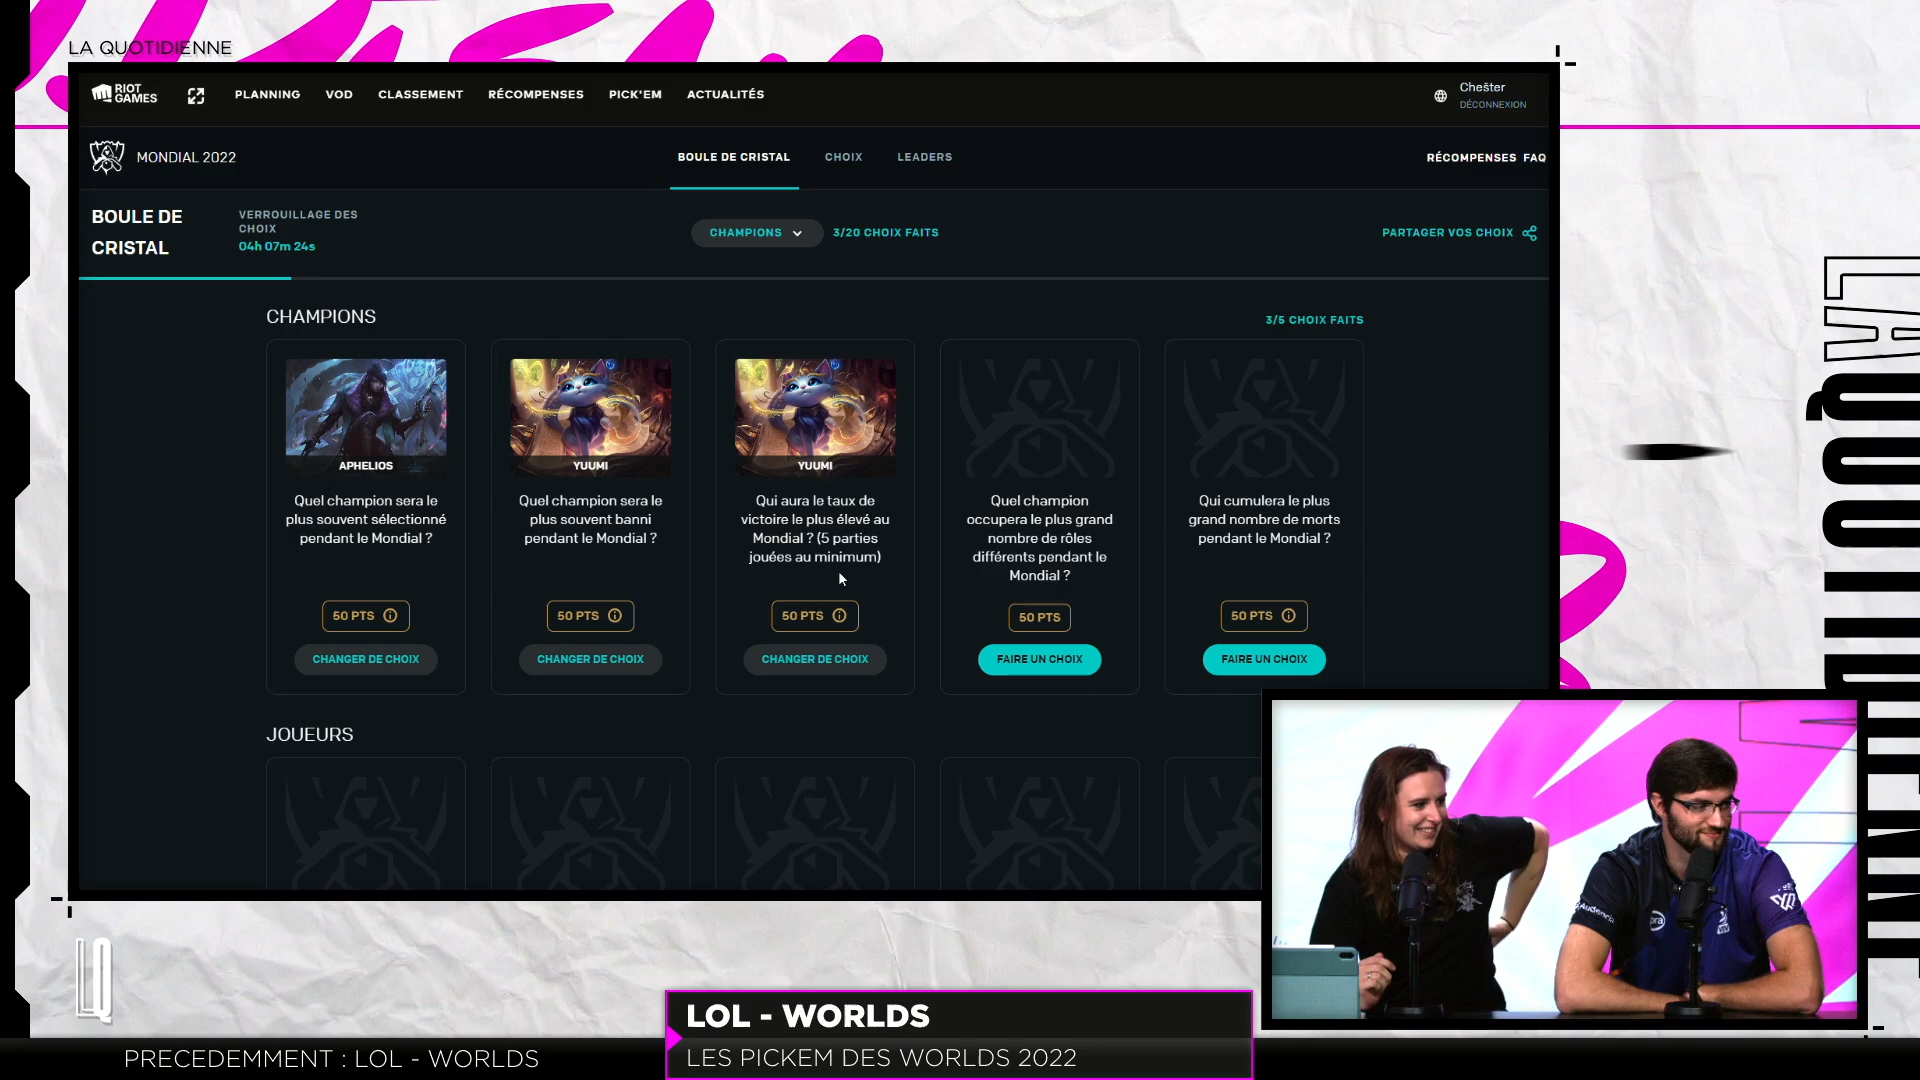 LA QUOTIDIENNE
RIOT GAMES
PLANNING
VOD
CLASSEMENT
RÉCOMPENSES
PICK'EM
ACTUALITÉS
Chešter
DÉCONNEXION
MONDIAL 2022
BOULE DE CRISTAL
CHOIX
LEADERS
RÉCOMPENSES FAQ
BOULE DE
CRISTAL
VERROUILLAGE DES
CHOIX
04h 07m 24s
CHAMPIONS
3/20 CHOIX FAITS
PARTAGER VOS CHOIX
CHAMPIONS
3/5 CHOIX FAITS
APHELIOS
Quel champion sera le
plus souvent sélectionné
pendant le Mondial ?
50 PTS
CHANGER DE CHOIX
YUUMI
Quel champion sera le
plus souvent banni
pendant le Mondial ?
50 PTS
CHANGER DE CHOIX
YUUMI
Qui aura le taux de
victoire le plus élevé au
Mondial ? (5 parties
jouées au minimum)
50 PTS
CHANGER DE CHOIX
Quel champion
occupera le plus grand
nombre de rôles
différents pendant le
Mondial ?
50 PTS
FAIRE UN CHOIX
Qui cumulera le plus
grand nombre de morts
pendant le Mondial ?
50 PTS
FAIRE UN CHOIX
JOUEURS
LA QUOTIDIENNE
Audencia
LQ
LOL - WORLDS
LES PICKEM DES WORLDS 2022
PRECEDEMMENT : LOL - WORLDS